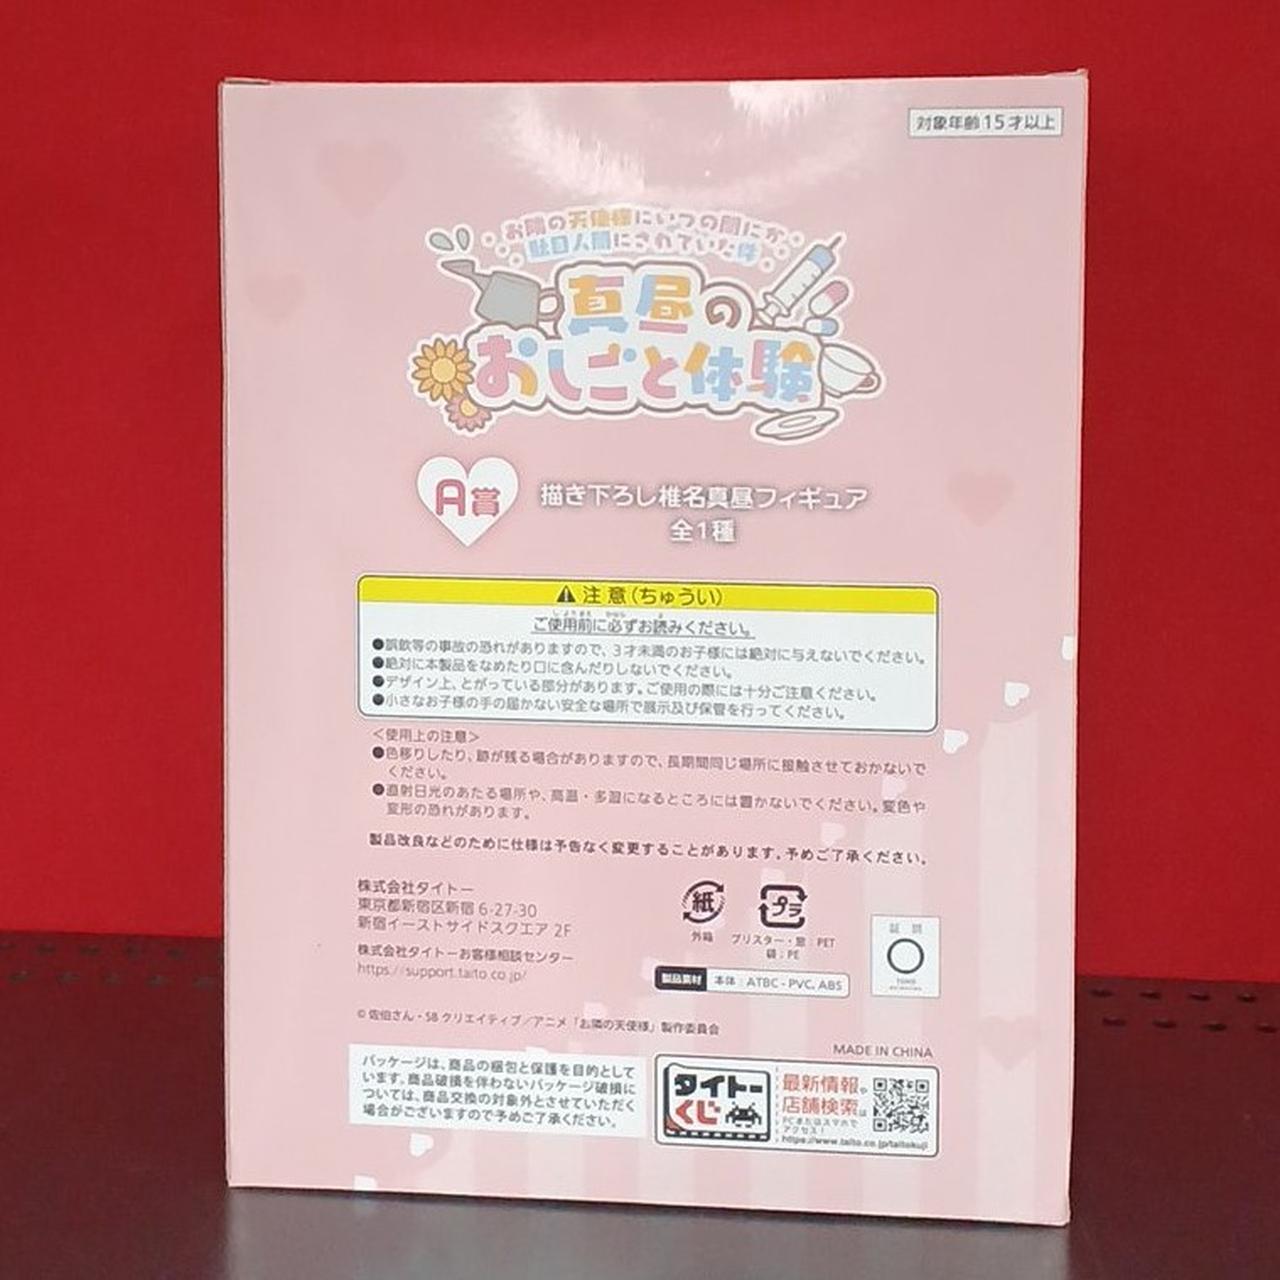 対象年齢15才以上
お隣の天使様にいつの間にか
駄目人間にされていた件
真昼の
おしごと体験
A賞
描き下ろし椎名真昼フィギュア
全1種
注意(ちゅうい)
ご使用前に必ずお読みください。
●誤飲等の事故の恐れがありますので、3才未満のお子様には絶対に与えないでください。
●絶対に本製品をなめたり口に含んだりしないでください。
●デザイン上、とがっている部分があります。ご使用の際には十分ご注意ください。
●小さなお子様の手の届かない安全な場所で展示及び保管を行ってください。
<使用上の注意>
●色移りしたり、跡が残る場合がありますので、長期間同じ場所に接触させておかないで
ください。
●直射日光のあたる場所や、高温・多湿になるところには置かないでください。変色や
変形の恐れがあります。
製品改良などのために仕様は予告なく変更することがあります。予めご了承ください。
株式会社タイトー
東京都新宿区新宿 6-27-30
新宿イーストサイドスクエア 2F
株式会社タイトーお客様相談センター
https://support.taito.co.jp/
紙
外箱
プラ
ブリスター・窓:PET
袋:PE
製品素材 本体:ATBC-PVC, ABS
証 紙
TOHO
© 佐伯さん・SB クリエイティブ/アニメ「お隣の天使様」製作委員会
MADE IN CHINA
パッケージは、商品の梱包と保護を目的として
います。商品破損を伴わないパッケージ破損に
ついては、商品交換の対象外とさせていただく
場合がございますので予めご了承ください。
タイトー
くじ
最新情報や
店舗検索は
PCまたはスマホで
アクセス!
https://www.taito.co.jp/taitokuji